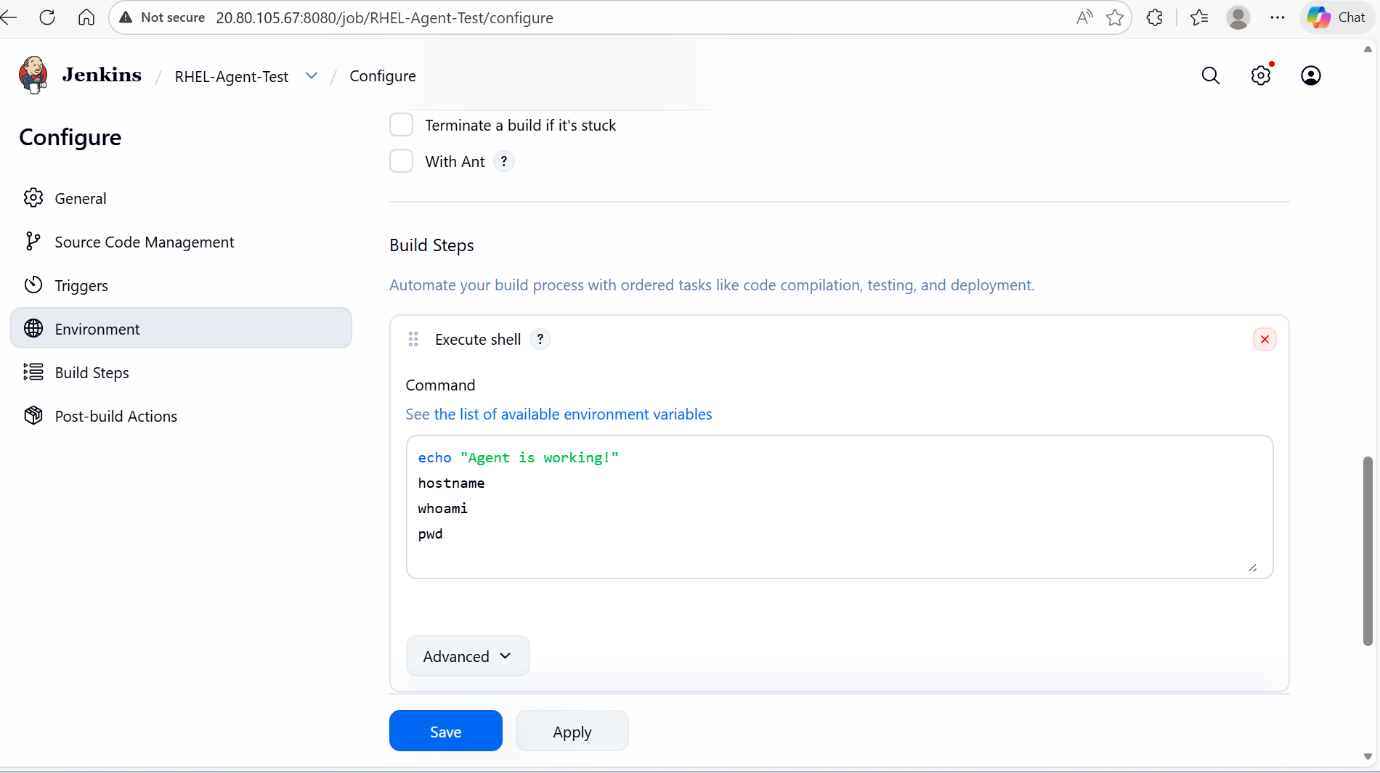 Not secure 20.80.105.67:8080/job/RHEL-Agent-Test/configure
Chat
Jenkins / RHEL-Agent-Test / Configure
Configure
General
Source Code Management
Triggers
Environment
Build Steps
Post-build Actions
Terminate a build if it's stuck
With Ant ?
Build Steps
Automate your build process with ordered tasks like code compilation, testing, and deployment.
Execute shell ?
Command
See the list of available environment variables
echo "Agent is working!"
hostname
whoami
pwd
Advanced
Save
Apply